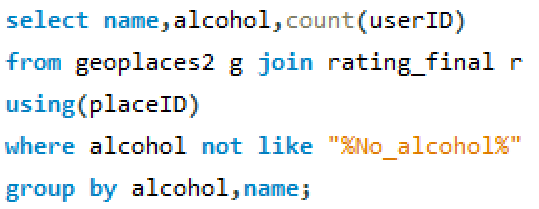 select name,alcohol,count(userID)
from geoplaces2 g join rating_final r
using(placeID)
where alcohol not like "%No_alcohol%"
group by alcohol,name;